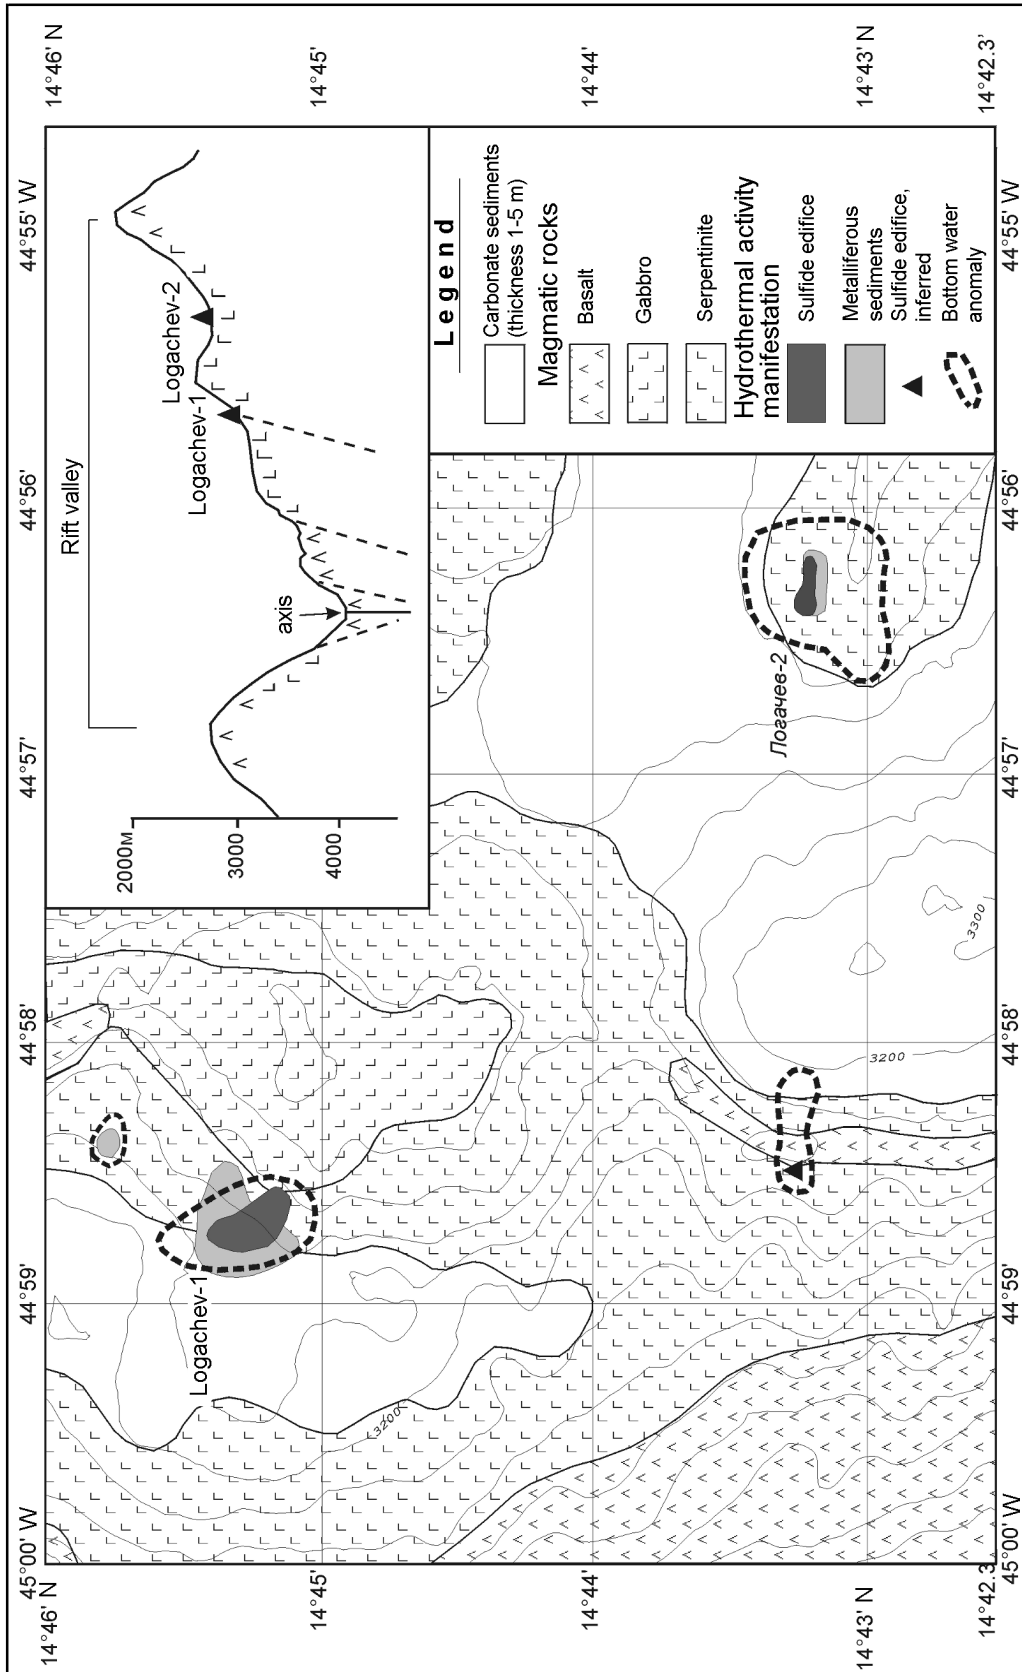 45°00' W
44°59'
44°58'
44°57'
44°56'
44°55' W
14°46' N
14°46' N
14°45'
14°45'
14°44'
14°44'
14°43' N
14°43' N
14°42.3'
14°42.3'
45°00' W
44°59'
44°58'
44°57'
44°56'
44°55' W
Rift valley
Logachev-1
Logachev-2
axis
2000м
3000
4000
Legend
Carbonate sediments
(thickness 1-5 m)
Magmatic rocks
Basalt
Gabbro
Serpentinite
Hydrothermal activity
manifestation
Sulfide edifice
Metalliferous
sediments
Sulfide edifice,
inferred
Bottom water
anomaly
Logachev-1
Логачев-2
3200
3200
3300